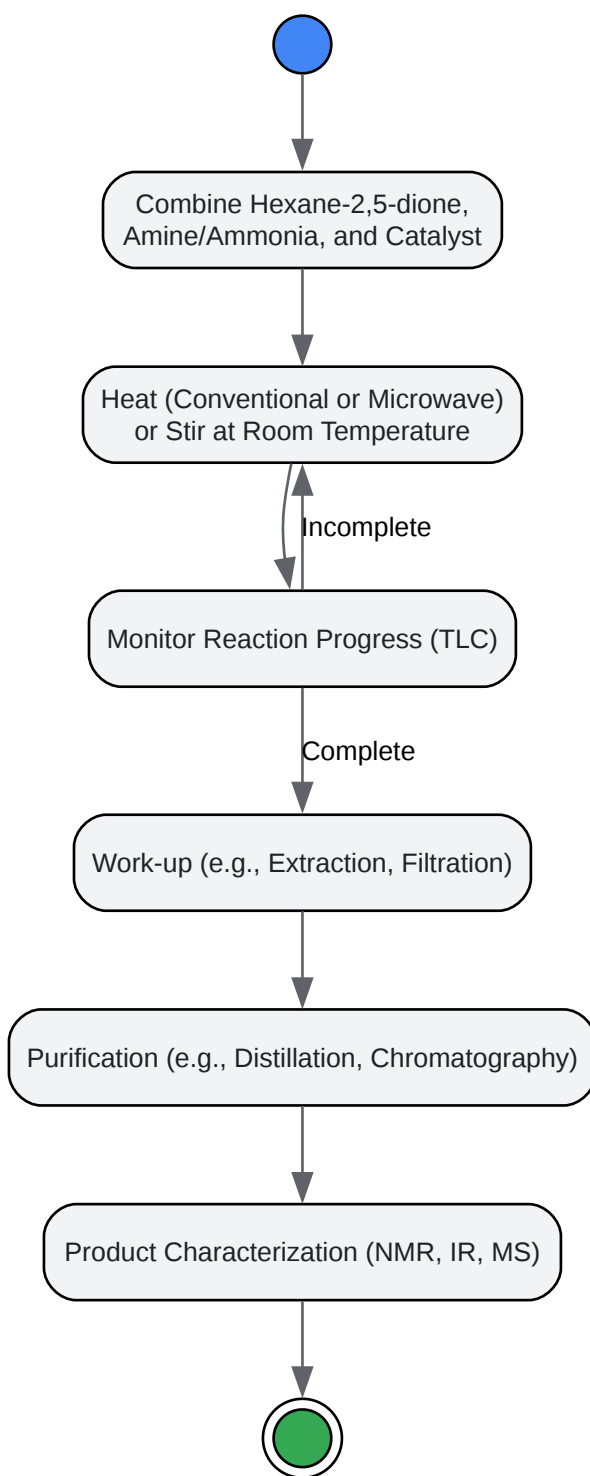 Combine Hexane-2,5-dione,
Amine/Ammonia, and Catalyst
Heat (Conventional or Microwave)
or Stir at Room Temperature
Incomplete
Monitor Reaction Progress (TLC)
Complete
Work-up (e.g., Extraction, Filtration)
Purification (e.g., Distillation, Chromatography)
Product Characterization (NMR, IR, MS)